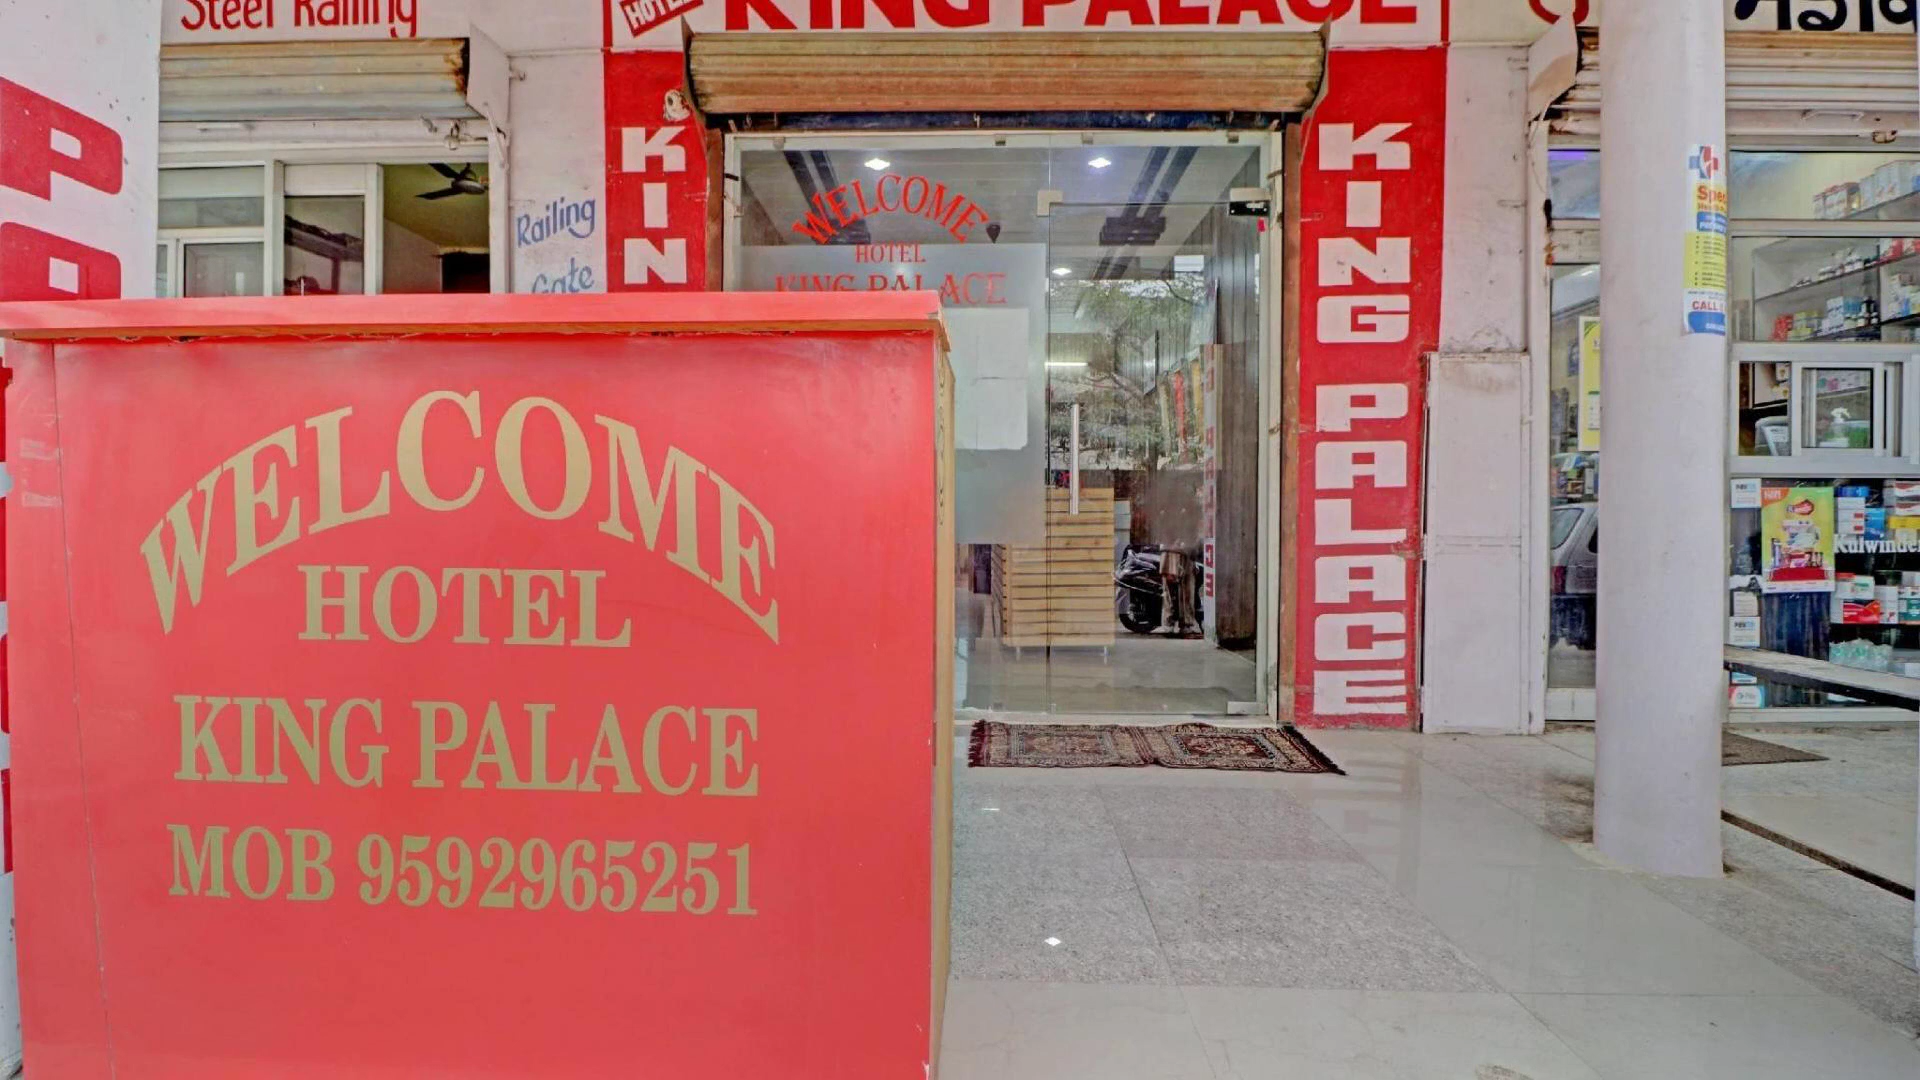 Steel Railing
HOTEL KING PALACE
Railing
Gate
KIN
WELCOME
HOTEL
KING PALACE
KING PALACE
WELCOME
HOTEL
KING PALACE
MOB 9592965251
CALL
Kulwinder